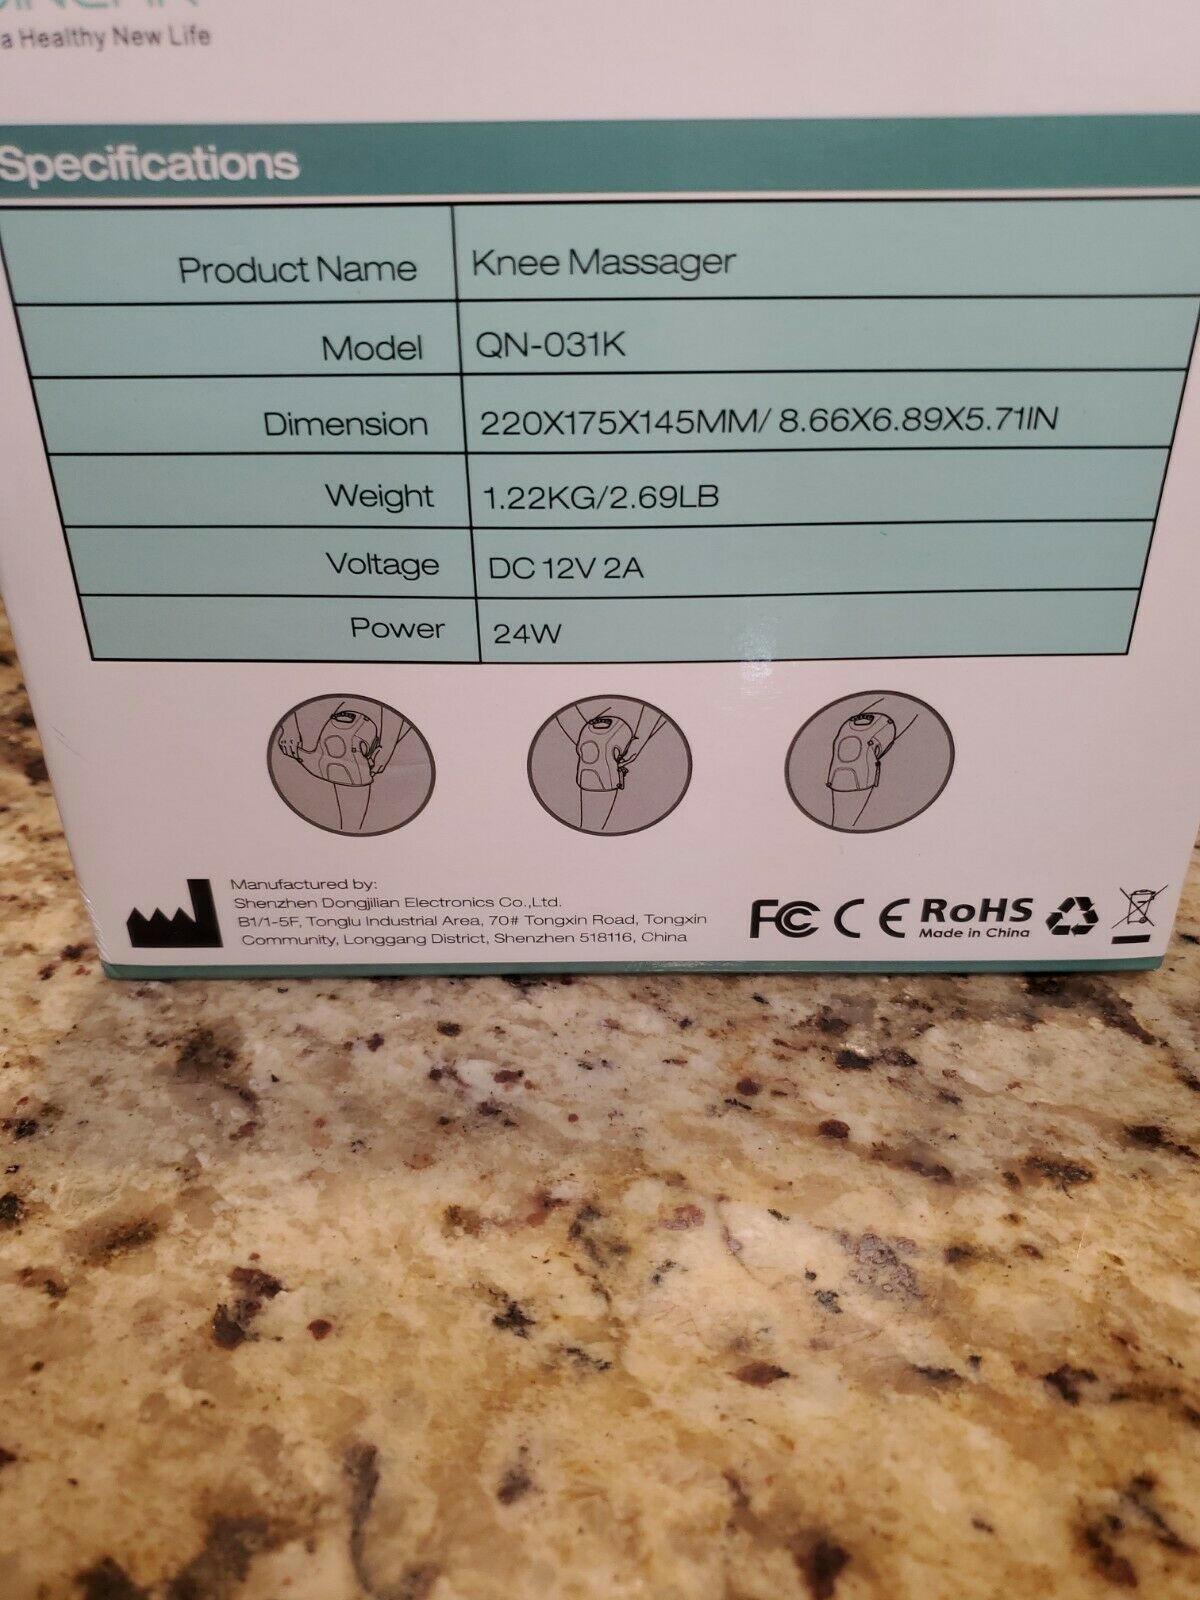 a Healthy New Life
Specifications
Product Name Knee Massager
Model QN-031K
Dimension 220X175X145MM/ 8.66X6.89X5.71IN
Weight 1.22KG/2.69LB
Voltage DC 12V 2A
Power 24W
Manufactured by:
Shenzhen Dongjilian Electronics Co.,Ltd.
B1/1-5F, Tonglu Industrial Area, 70# Tongxin Road, Tongxin
Community, Longgang District, Shenzhen 518116, China
FC CE RoHS
Made in China